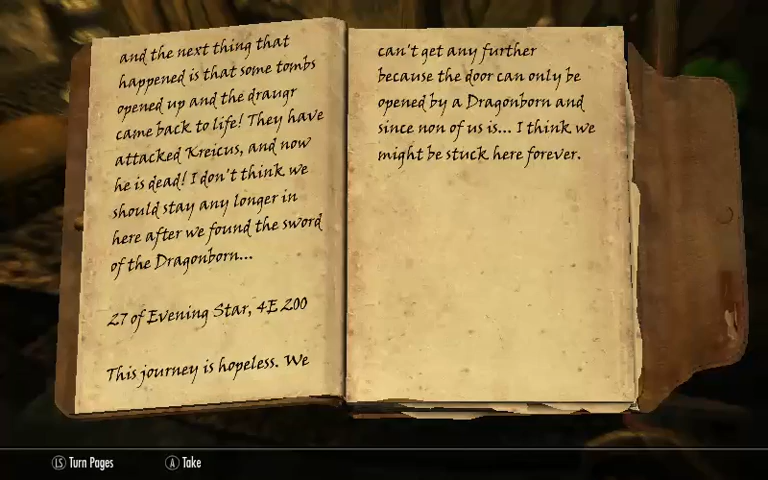 and the next thing that
happened is that some tombs
opened up and the draugr
came back to life! They have
attacked Kreicus, and now
he is dead! I don't think we
should stay any longer in
here after we found the sword
of the Dragonborn...
27 of Evening Star, 4E 200
This journey is hopeless. We
can't get any further
because the door can only be
opened by a Dragonborn and
since non of us is... I think we
might be stuck here forever.
LS Turn Pages
A Take